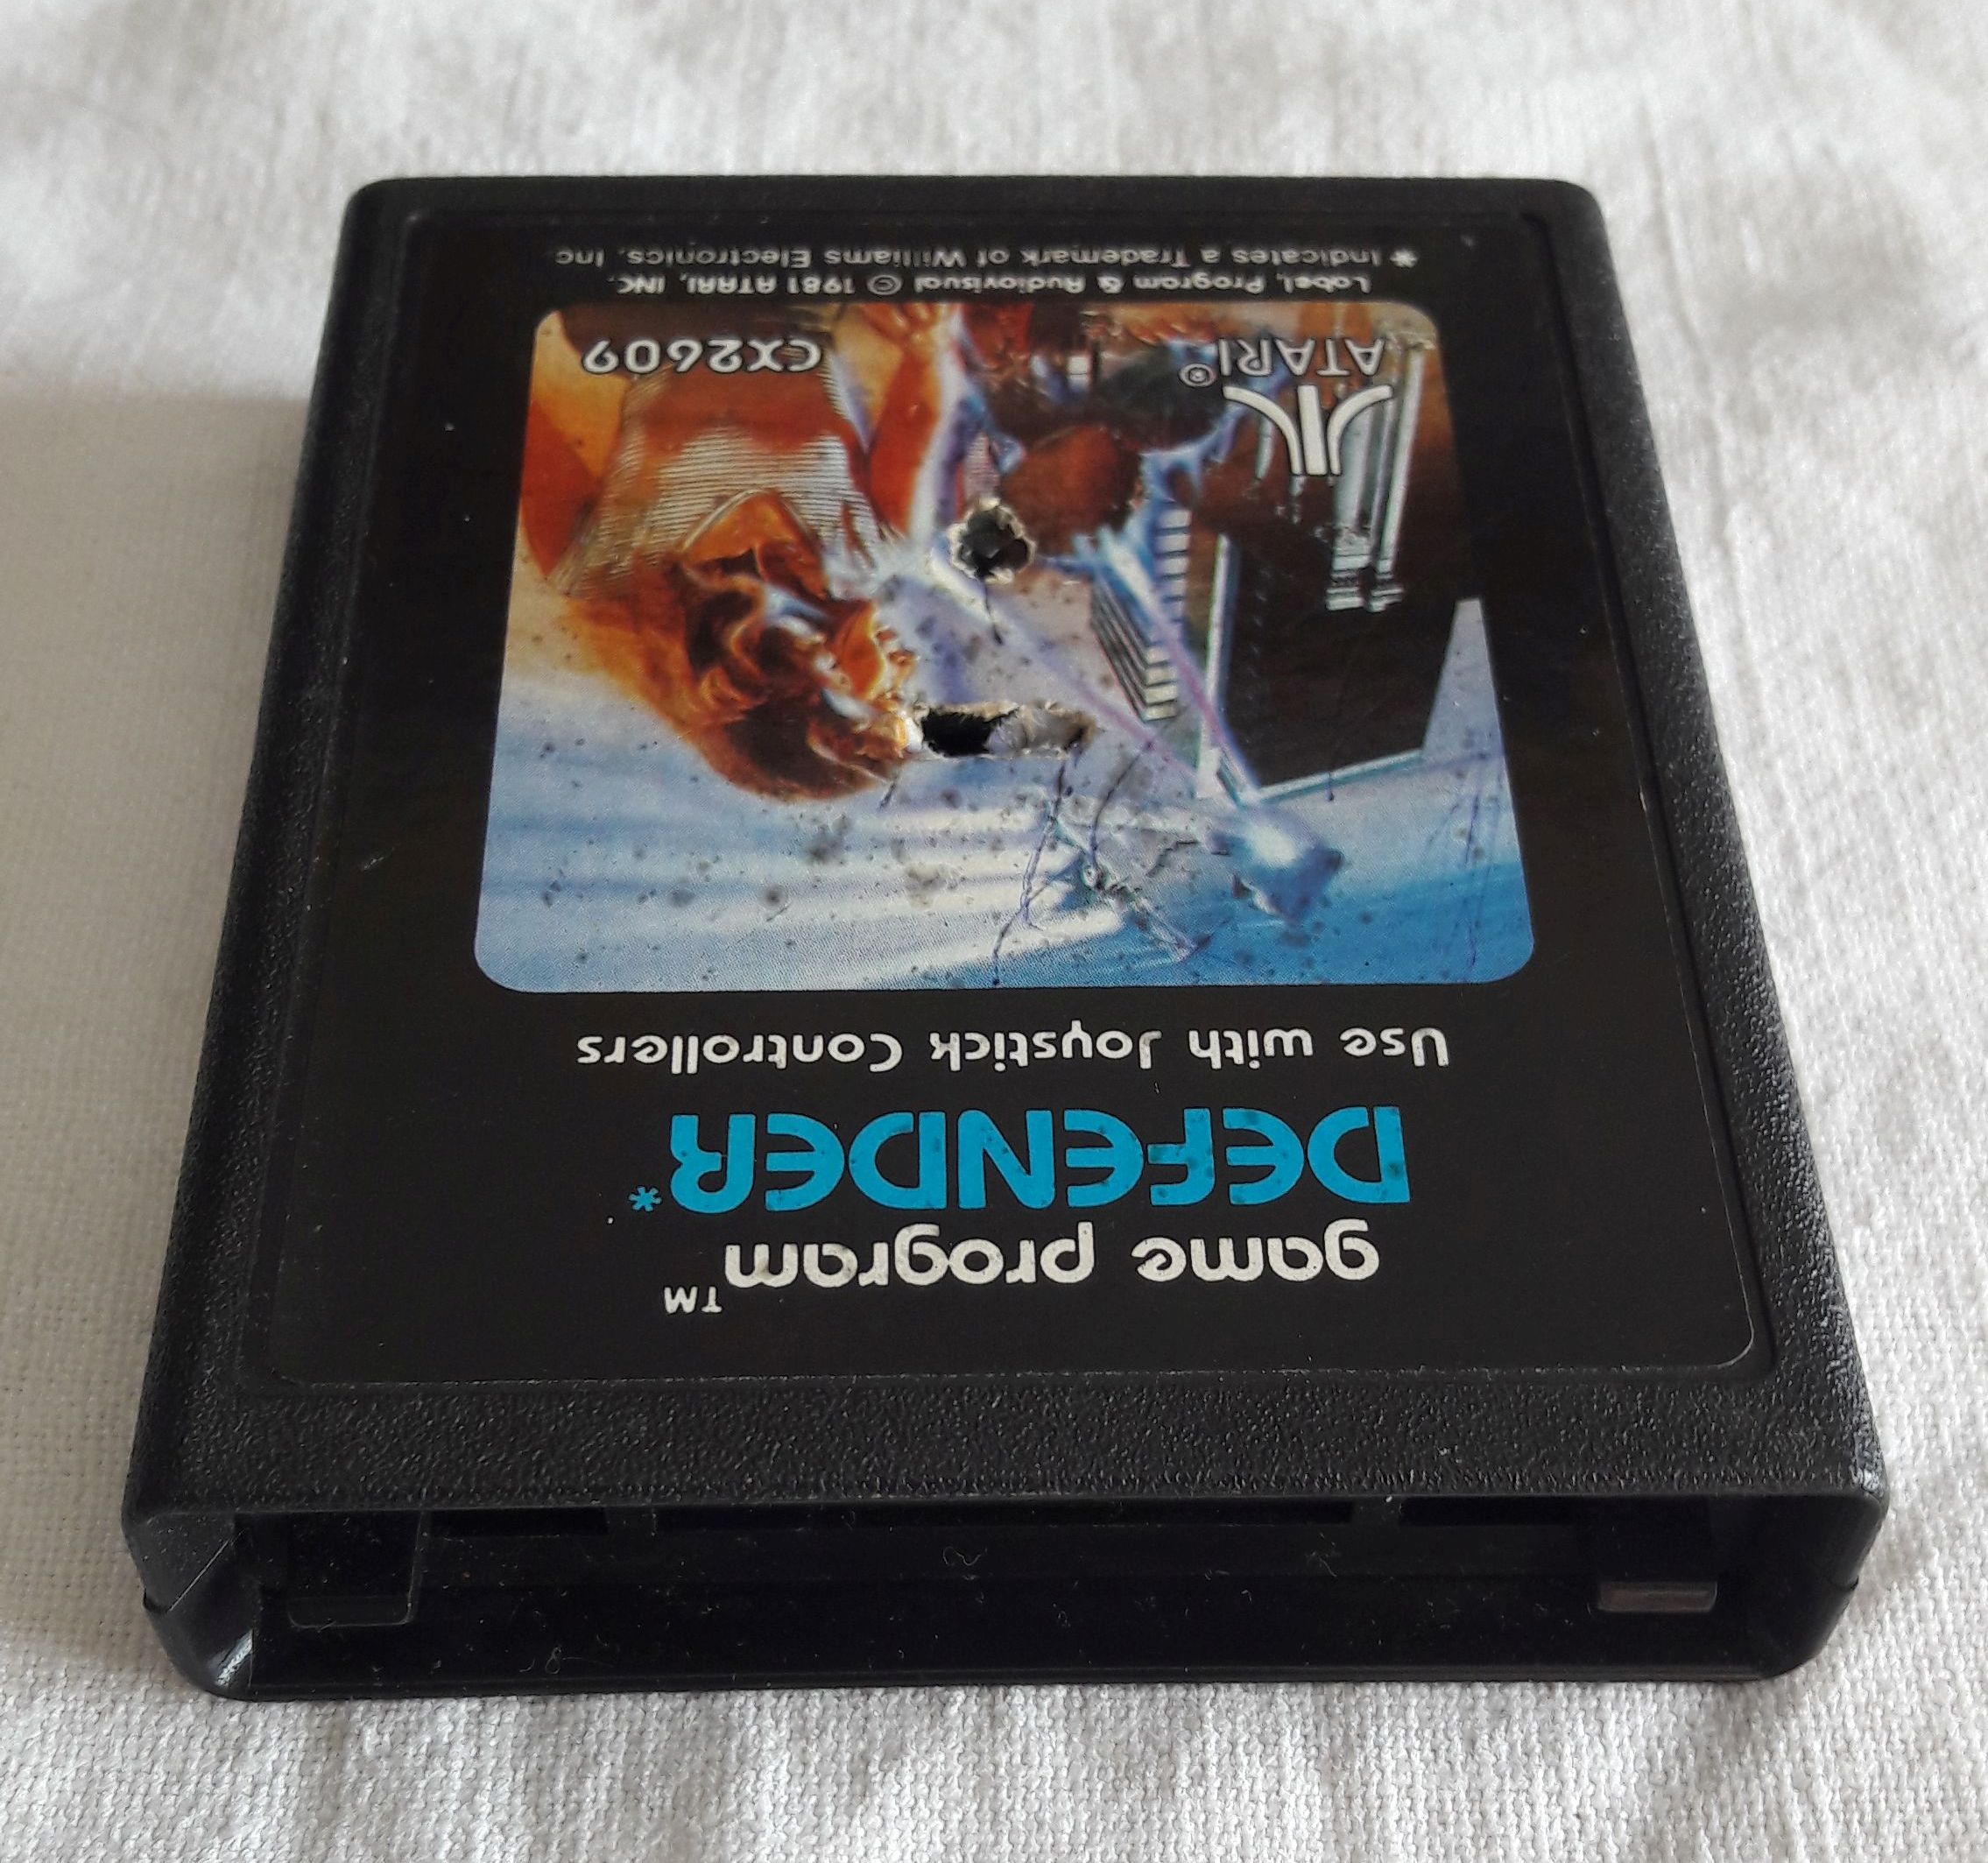 game program™
DEFENDER*
Use with Joystick Controllers
ATARI®
CX2609
Label, Program & Audiovisual © 1981 ATARI, INC.
* Indicates a Trademark of Williams Electronics, Inc